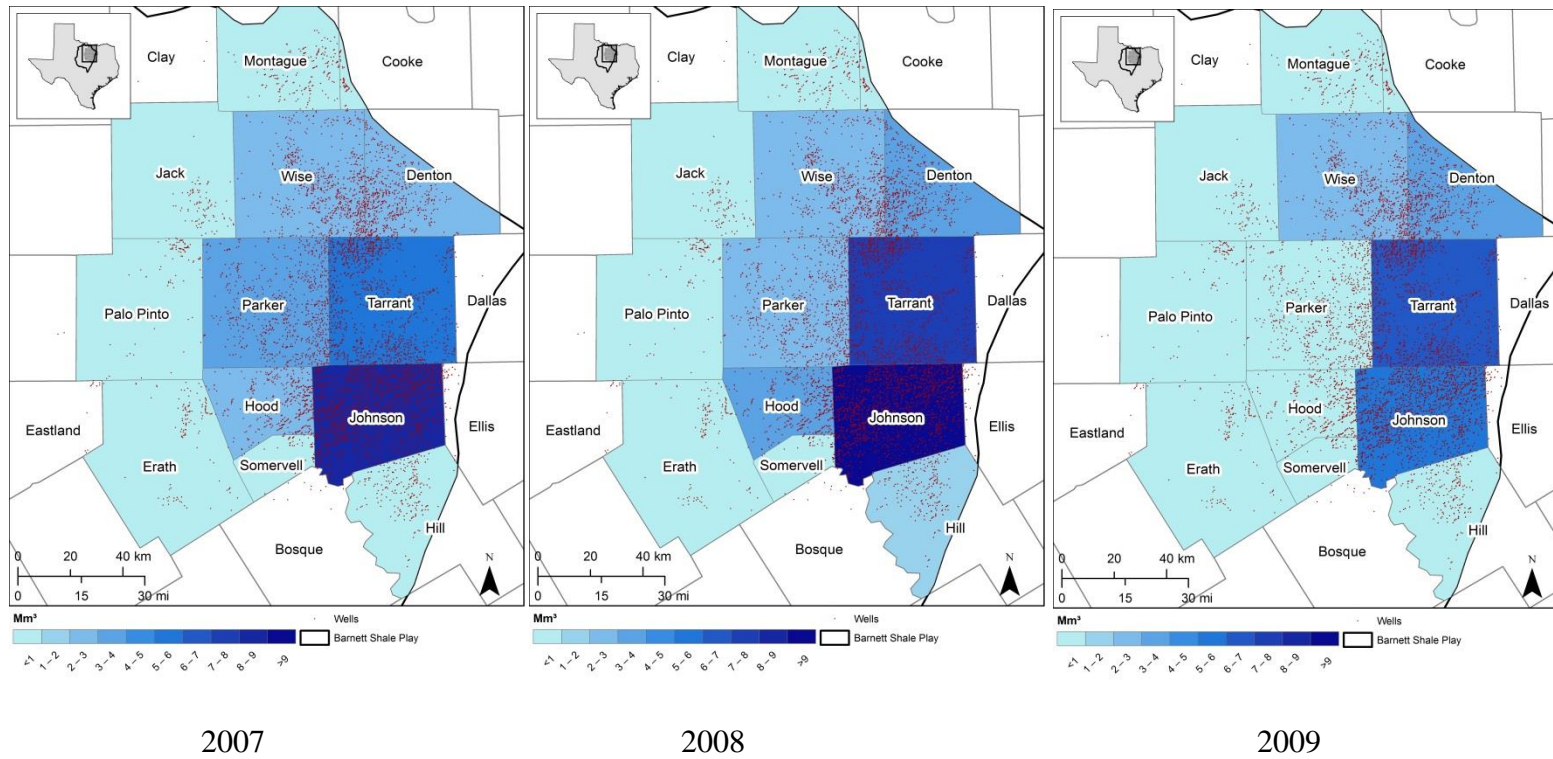 Clay
Montague
Cooke
Jack
Wise
Denton
Palo Pinto
Parker
Tarrant
Dallas
Eastland
Hood
Johnson
Ellis
Erath
Somervell
Hill
Bosque
0 20 40 km
0 15 30 mi
N
Mm³
Wells
Barnett Shale Play
<1 1 – 2 2 – 3 3 – 4 4 – 5 5 – 6 6 – 7 7 – 8 8 – 9 >9
2007
Clay
Montague
Cooke
Jack
Wise
Denton
Palo Pinto
Parker
Tarrant
Dallas
Eastland
Hood
Johnson
Ellis
Erath
Somervell
Hill
Bosque
0 20 40 km
0 15 30 mi
N
Mm³
Wells
Barnett Shale Play
<1 1 – 2 2 – 3 3 – 4 4 – 5 5 – 6 6 – 7 7 – 8 8 – 9 >9
2008
Clay
Montague
Cooke
Jack
Wise
Denton
Palo Pinto
Parker
Tarrant
Dallas
Eastland
Hood
Johnson
Ellis
Erath
Somervell
Hill
Bosque
0 20 40 km
0 15 30 mi
N
Mm³
Wells
Barnett Shale Play
<1 1 – 2 2 – 3 3 – 4 4 – 5 5 – 6 6 – 7 7 – 8 8 – 9 >9
2009